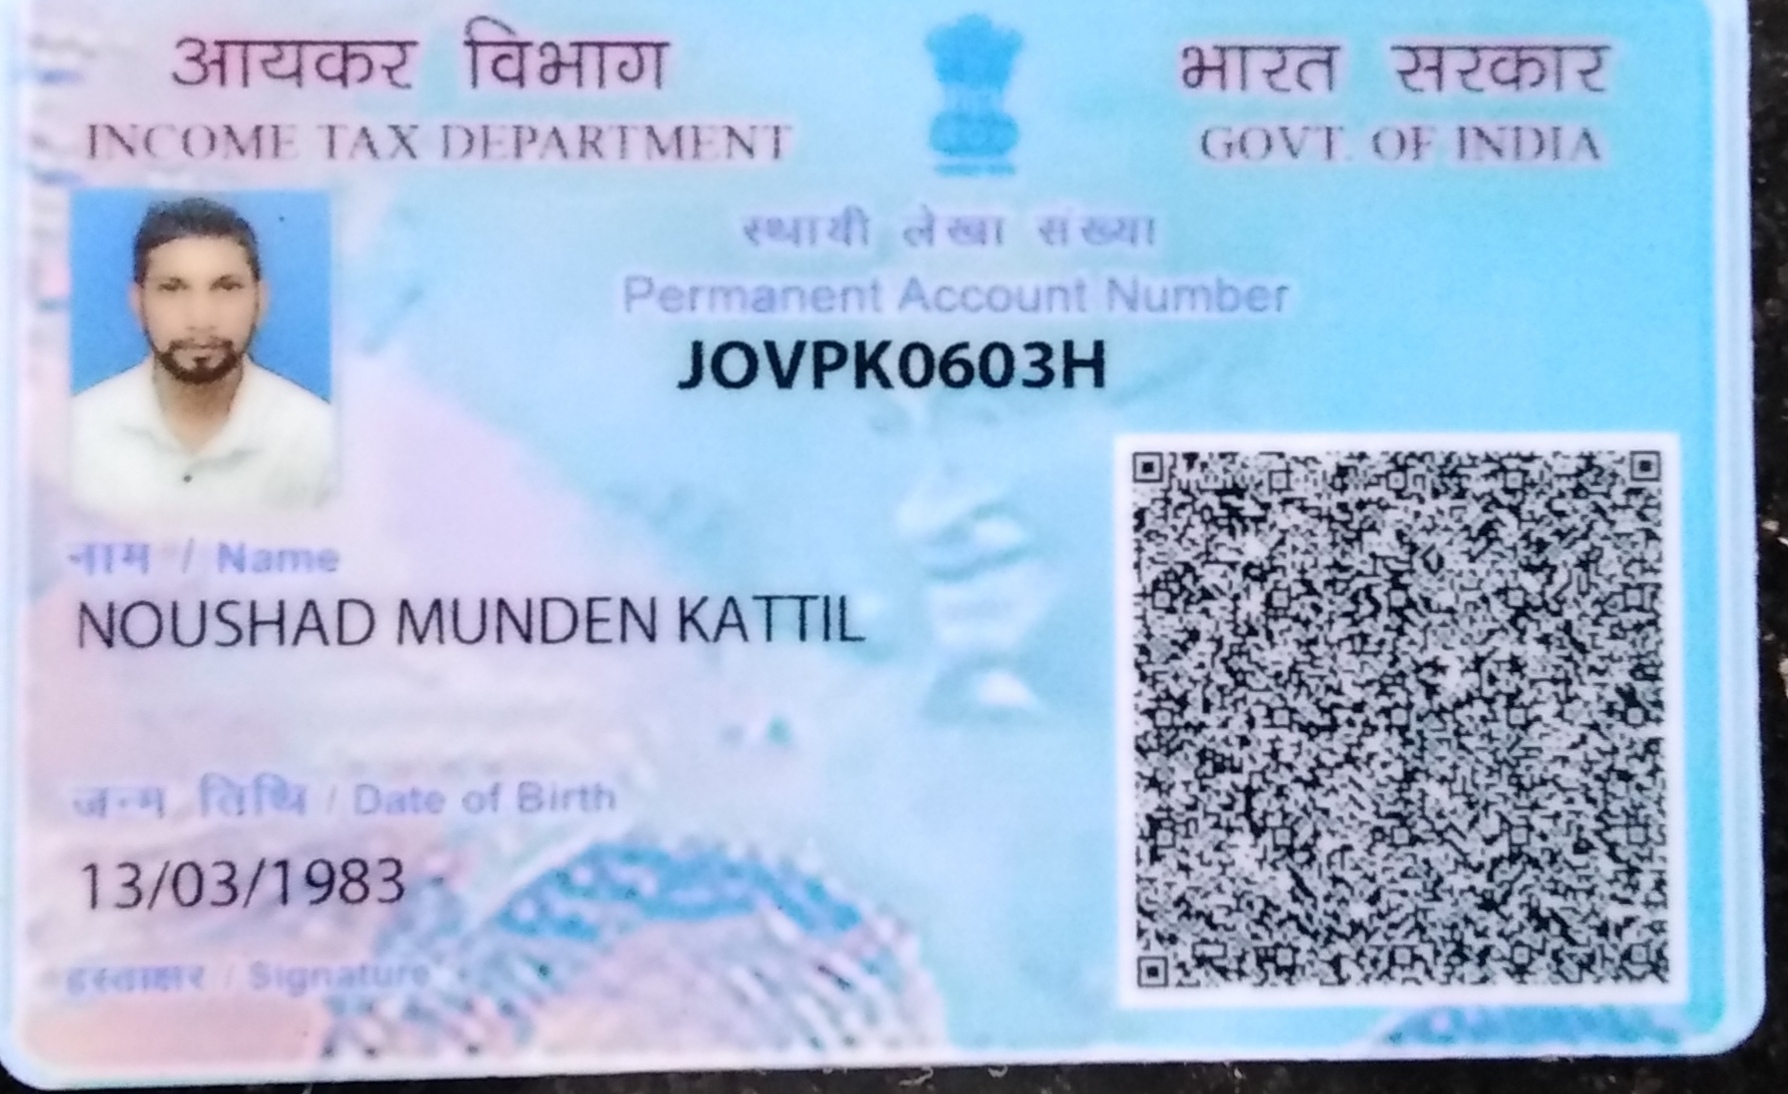 आयकर विभाग
INCOME TAX DEPARTMENT
भारत सरकार
GOVT. OF INDIA
स्थायी लेखा संख्या
Permanent Account Number
JOVPK0603H
नाम / Name
NOUSHAD MUNDEN KATTIL
जन्म तिथि / Date of Birth
13/03/1983
हस्ताक्षर / Signature